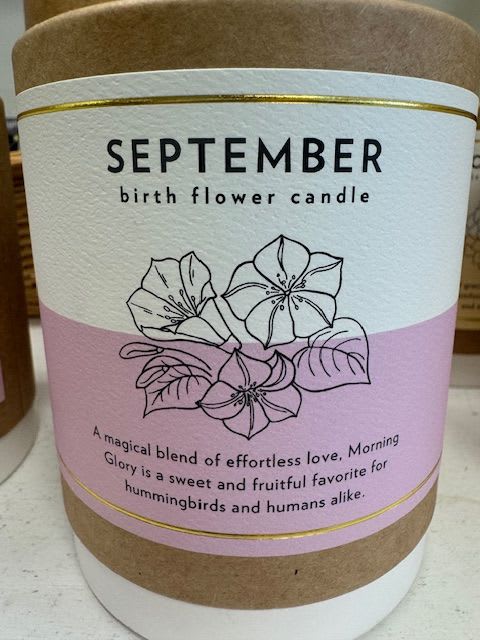 SEPTEMBER
birth flower candle
A magical blend of effortless love, Morning
Glory is a sweet and fruitful favorite for
hummingbirds and humans alike.